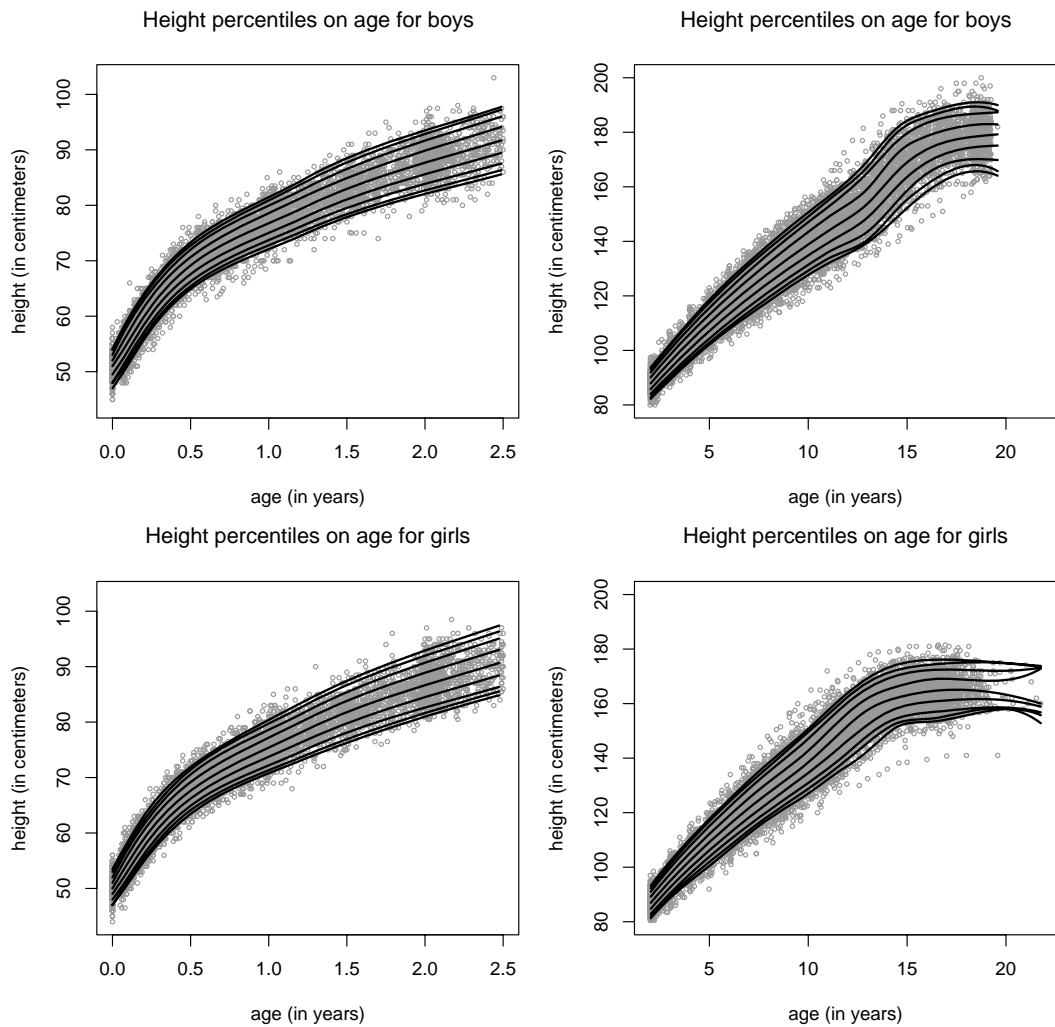 Height percentiles on age for boys
height (in centimeters)
50 60 70 80 90 100
0.0 0.5 1.0 1.5 2.0 2.5
age (in years)
Height percentiles on age for boys
height (in centimeters)
80 100 120 140 160 180 200
5 10 15 20
age (in years)
Height percentiles on age for girls
height (in centimeters)
50 60 70 80 90 100
0.0 0.5 1.0 1.5 2.0 2.5
age (in years)
Height percentiles on age for girls
height (in centimeters)
80 100 120 140 160 180 200
5 10 15 20
age (in years)